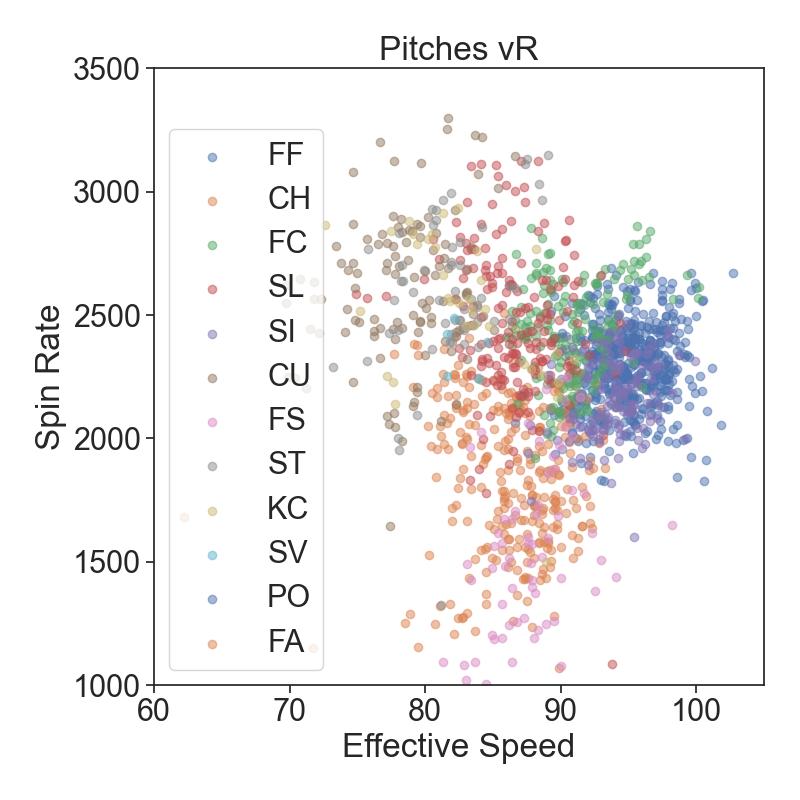 Pitches vR
3500
3000
2500
2000
1500
1000
Spin Rate
FF
CH
FC
SL
SI
CU
FS
ST
KC
SV
PO
FA
60 70 80 90 100
Effective Speed